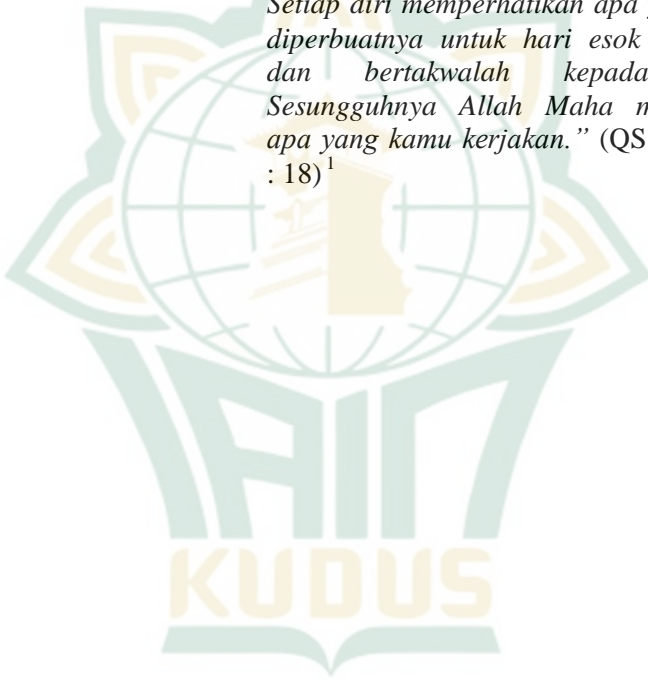 Setiap diri memperhatikan apa
diperbuatnya untuk hari esok
dan bertakwalah kepada
Sesungguhnya Allah Maha
apa yang kamu kerjakan.” (QS
: 18)1
IAIN
KUDUS